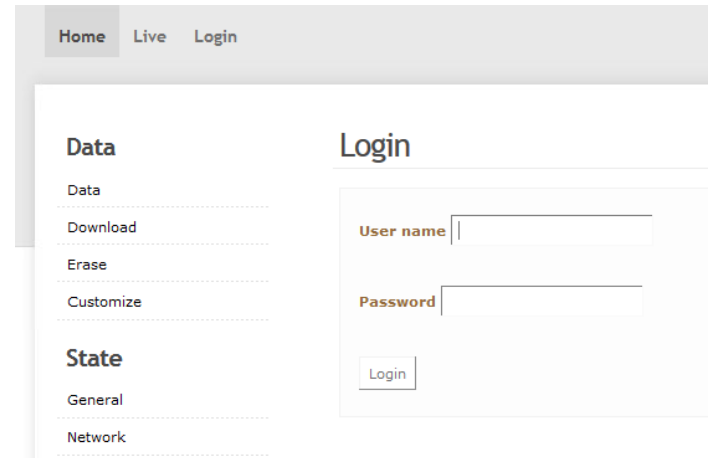 Home Live Login
Data
Data
Download
Erase
Customize
State
General
Network
Login
User name
Password
Login